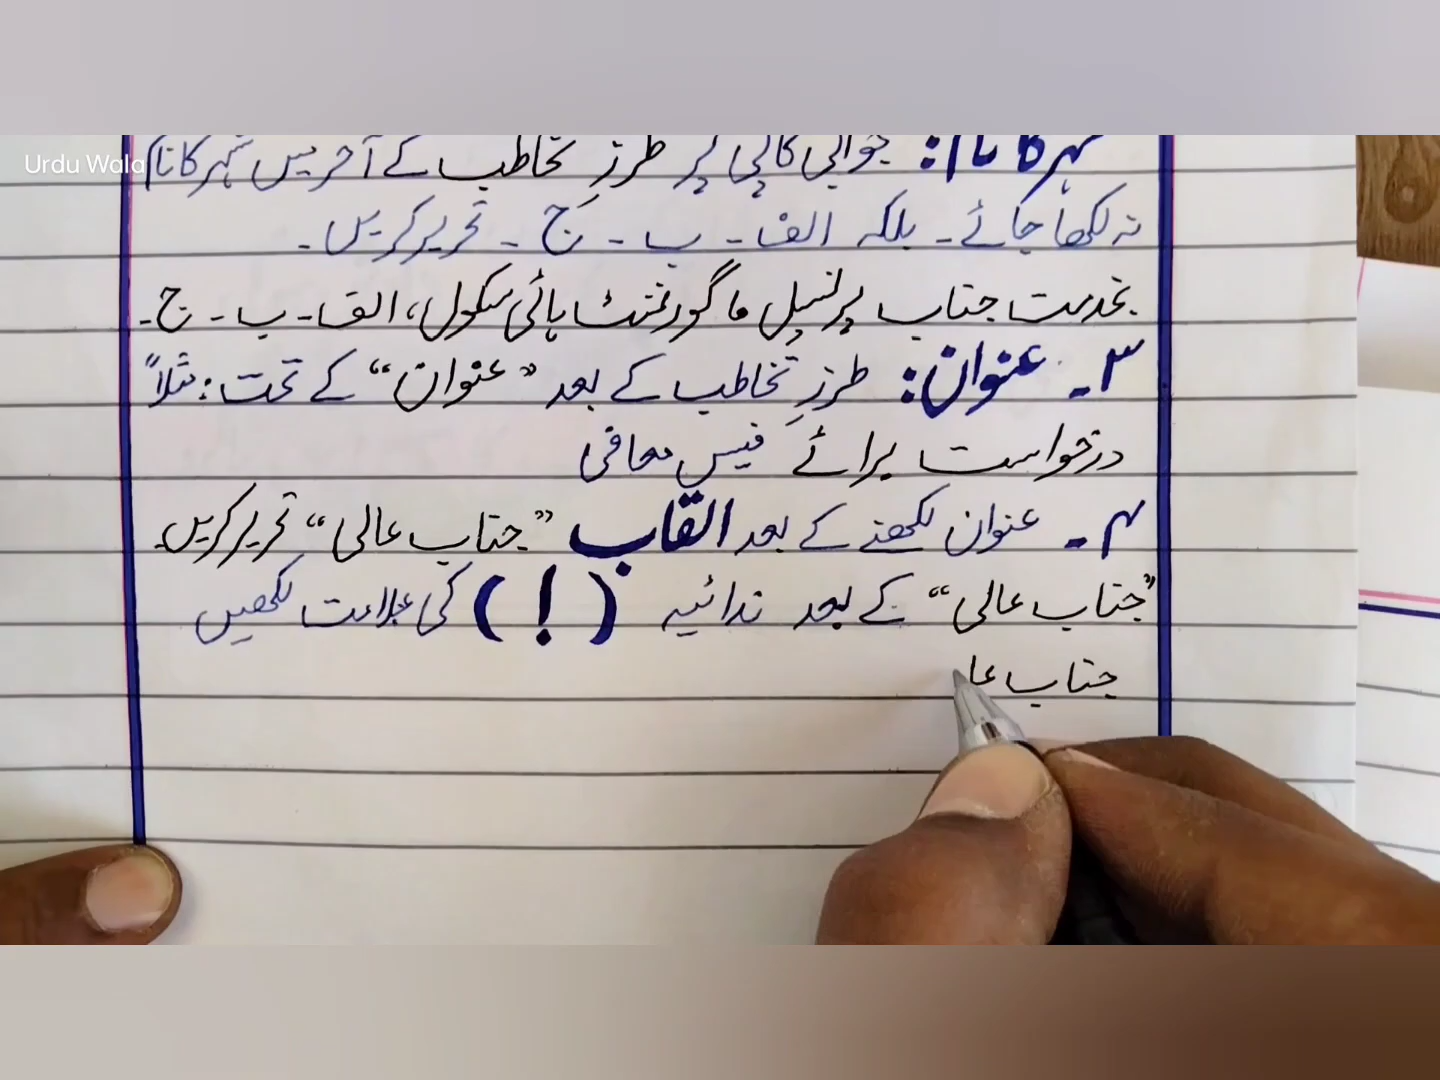 Urdu Wala
شہر کا نام: جوابی کاپی پر طرزِ تخاطب کے آخر میں شہر کا نام
نہ لکھا جائے۔ بلکہ الف۔ ب۔ ج۔ تحریر کریں۔
بخدمت جناب پرنسپل گورنمنٹ ہائی سکول، الف۔ ب۔ ج۔
۳۔ عنوان: طرزِ تخاطب کے بعد "عنوان" کے تحت: مثلاً
درخواست برائے فیس معافی
۴۔ عنوان لکھنے کے بعد القاب "جناب عالی" تحریر کریں۔
"جناب عالی" کے بعد ندائیہ (!) کی علامت لکھیں
جناب عا